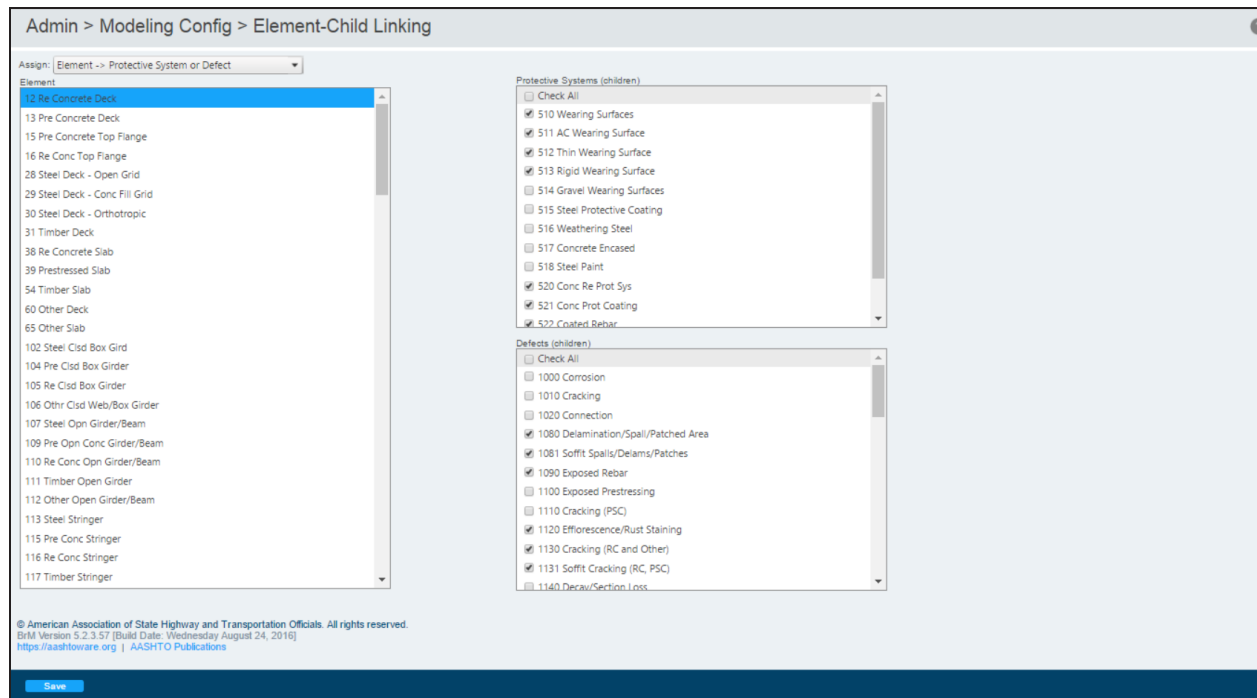 Admin > Modeling Config > Element-Child Linking
Assign: Element -> Protective System or Defect
Element
12 Re Concrete Deck
13 Pre Concrete Deck
15 Pre Concrete Top Flange
16 Re Conc Top Flange
28 Steel Deck - Open Grid
29 Steel Deck - Conc Fill Grid
30 Steel Deck - Orthotropic
31 Timber Deck
38 Re Concrete Slab
39 Prestressed Slab
54 Timber Slab
60 Other Deck
65 Other Slab
102 Steel Clsd Box Gird
104 Pre Clsd Box Girder
105 Re Clsd Box Girder
106 Othr Clsd Web/Box Girder
107 Steel Opn Girder/Beam
109 Pre Opn Conc Girder/Beam
110 Re Conc Opn Girder/Beam
111 Timber Open Girder
112 Other Open Girder/Beam
113 Steel Stringer
115 Pre Conc Stringer
116 Re Conc Stringer
117 Timber Stringer
Protective Systems (children)
Check All
510 Wearing Surfaces
511 AC Wearing Surface
512 Thin Wearing Surface
513 Rigid Wearing Surface
514 Gravel Wearing Surfaces
515 Steel Protective Coating
516 Weathering Steel
517 Concrete Encased
518 Steel Paint
520 Conc Re Prot Sys
521 Conc Prot Coating
522 Coated Rebar
Defects (children)
Check All
1000 Corrosion
1010 Cracking
1020 Connection
1080 Delamination/Spall/Patched Area
1081 Soffit Spalls/Delams/Patches
1090 Exposed Rebar
1100 Exposed Prestressing
1110 Cracking (PSC)
1120 Efflorescence/Rust Staining
1130 Cracking (RC and Other)
1131 Soffit Cracking (RC, PSC)
1140 Decay/Section Loss
© American Association of State Highway and Transportation Officials. All rights reserved.
BrM Version 5.2.3.57 [Build Date: Wednesday August 24, 2016]
https://aashtoware.org | AASHTO Publications
Save